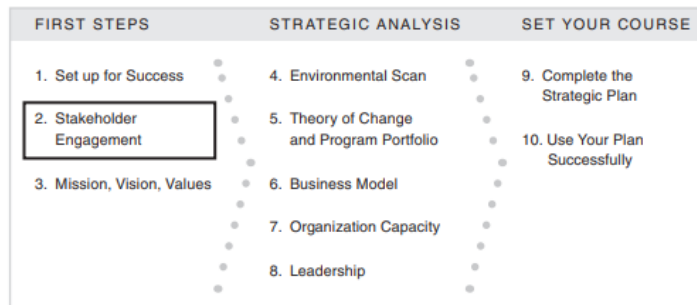 FIRST STEPS
1. Set up for Success
2. Stakeholder
Engagement
3. Mission, Vision, Values
STRATEGIC ANALYSIS
4. Environmental Scan
5. Theory of Change
and Program Portfolio
6. Business Model
7. Organization Capacity
8. Leadership
SET YOUR COURSE
9. Complete the
Strategic Plan
10. Use Your Plan
Successfully